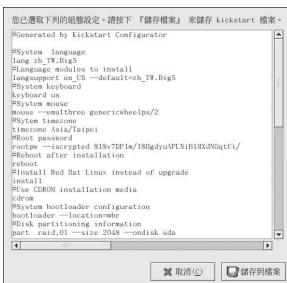 您已選取下列的組態設定。請按下 『儲存檔案』 來儲存 kickstart 檔案。
#Generated by Kickstart Configurator
#System language
lang zh_TW.Big5
#Language modules to install
langsupport en_US --default=zh_TW.Big5
#System keyboard
keyboard us
#System mouse
mouse --emulthree genericwheelps/2
#Sytem timezone
timezone Asia/Taipei
#Root password
rootpw --iscrypted
#Reboot after installation
reboot
#Install Red Hat Linux instead of upgrade
install
#Use CDROM installation media
cdrom
#System bootloader configuration
bootloader --location=mbr
#Disk partitioning information
part raid.01 --size 2048 --ondisk sda
取消(C)
儲存到檔案